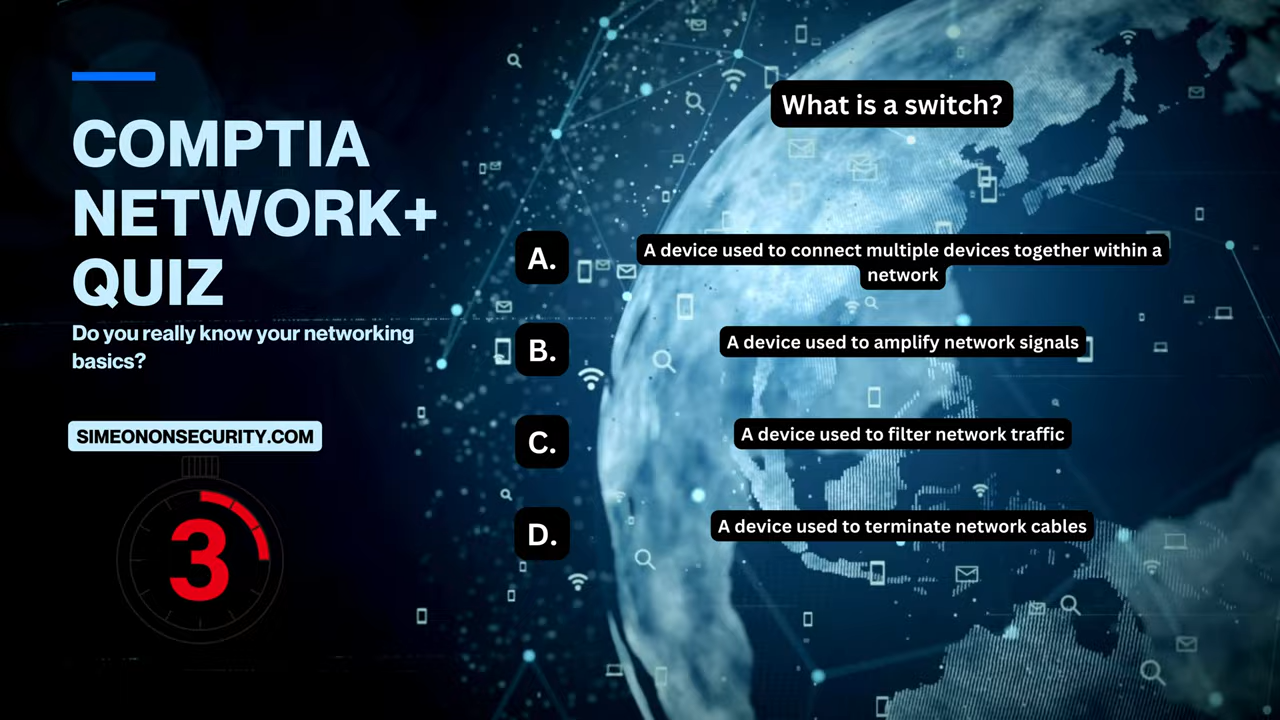 COMPTIA
NETWORK+
QUIZ
Do you really know your networking
basics?
SIMEONONSECURITY.COM
3
What is a switch?
A. A device used to connect multiple devices together within a
network
B. A device used to amplify network signals
C. A device used to filter network traffic
D. A device used to terminate network cables